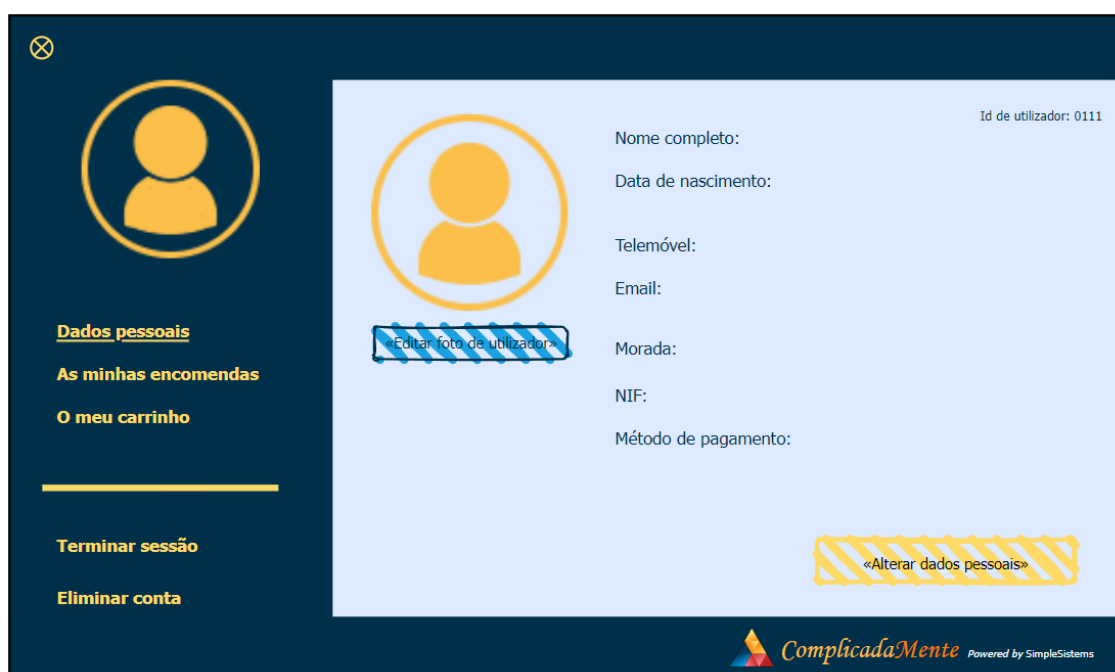 Dados pessoais
As minhas encomendas
O meu carrinho
Terminar sessão
Eliminar conta
«Editar foto de utilizador»
Id de utilizador: 0111
Nome completo:
Data de nascimento:
Telemóvel:
Email:
Morada:
NIF:
Método de pagamento:
«Alterar dados pessoais»
ComplicadaMente Powered by SimpleSistems